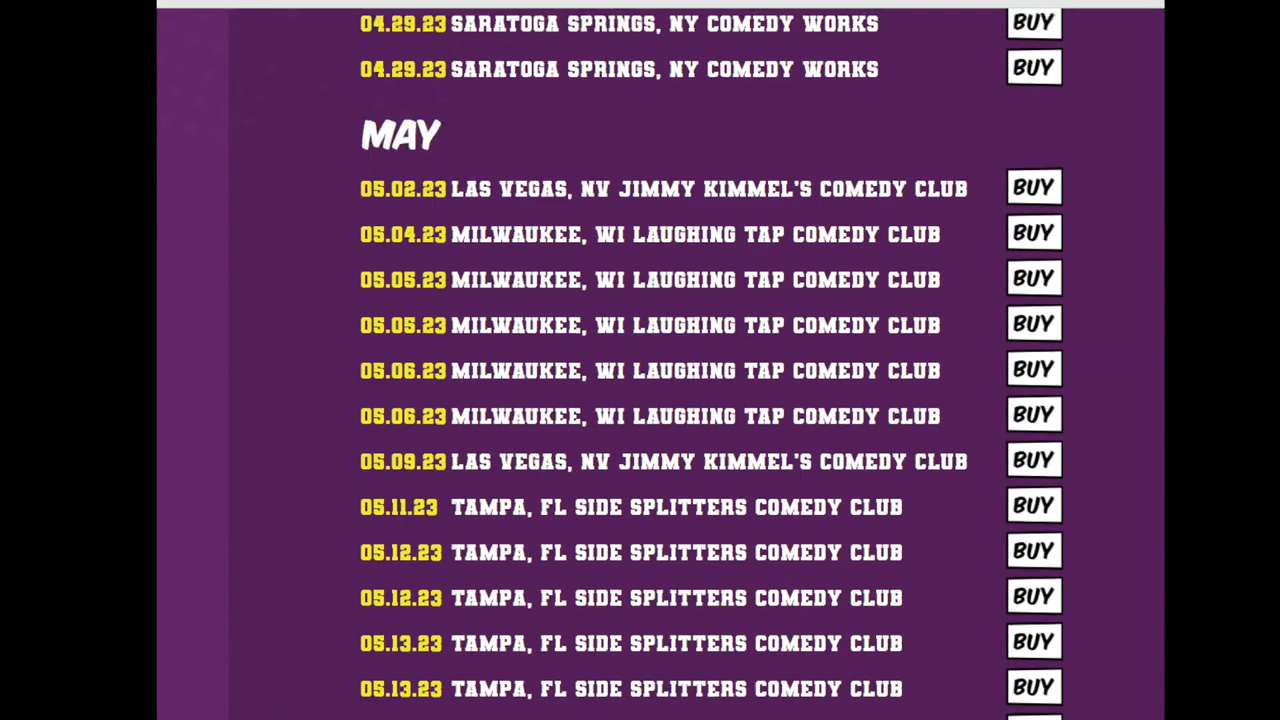 04.29.23 SARATOGA SPRINGS, NY COMEDY WORKS BUY
04.29.23 SARATOGA SPRINGS, NY COMEDY WORKS BUY
MAY
05.02.23 LAS VEGAS, NV JIMMY KIMMEL'S COMEDY CLUB BUY
05.04.23 MILWAUKEE, WI LAUGHING TAP COMEDY CLUB BUY
05.05.23 MILWAUKEE, WI LAUGHING TAP COMEDY CLUB BUY
05.05.23 MILWAUKEE, WI LAUGHING TAP COMEDY CLUB BUY
05.06.23 MILWAUKEE, WI LAUGHING TAP COMEDY CLUB BUY
05.06.23 MILWAUKEE, WI LAUGHING TAP COMEDY CLUB BUY
05.09.23 LAS VEGAS, NV JIMMY KIMMEL'S COMEDY CLUB BUY
05.11.23 TAMPA, FL SIDE SPLITTERS COMEDY CLUB BUY
05.12.23 TAMPA, FL SIDE SPLITTERS COMEDY CLUB BUY
05.12.23 TAMPA, FL SIDE SPLITTERS COMEDY CLUB BUY
05.13.23 TAMPA, FL SIDE SPLITTERS COMEDY CLUB BUY
05.13.23 TAMPA, FL SIDE SPLITTERS COMEDY CLUB BUY